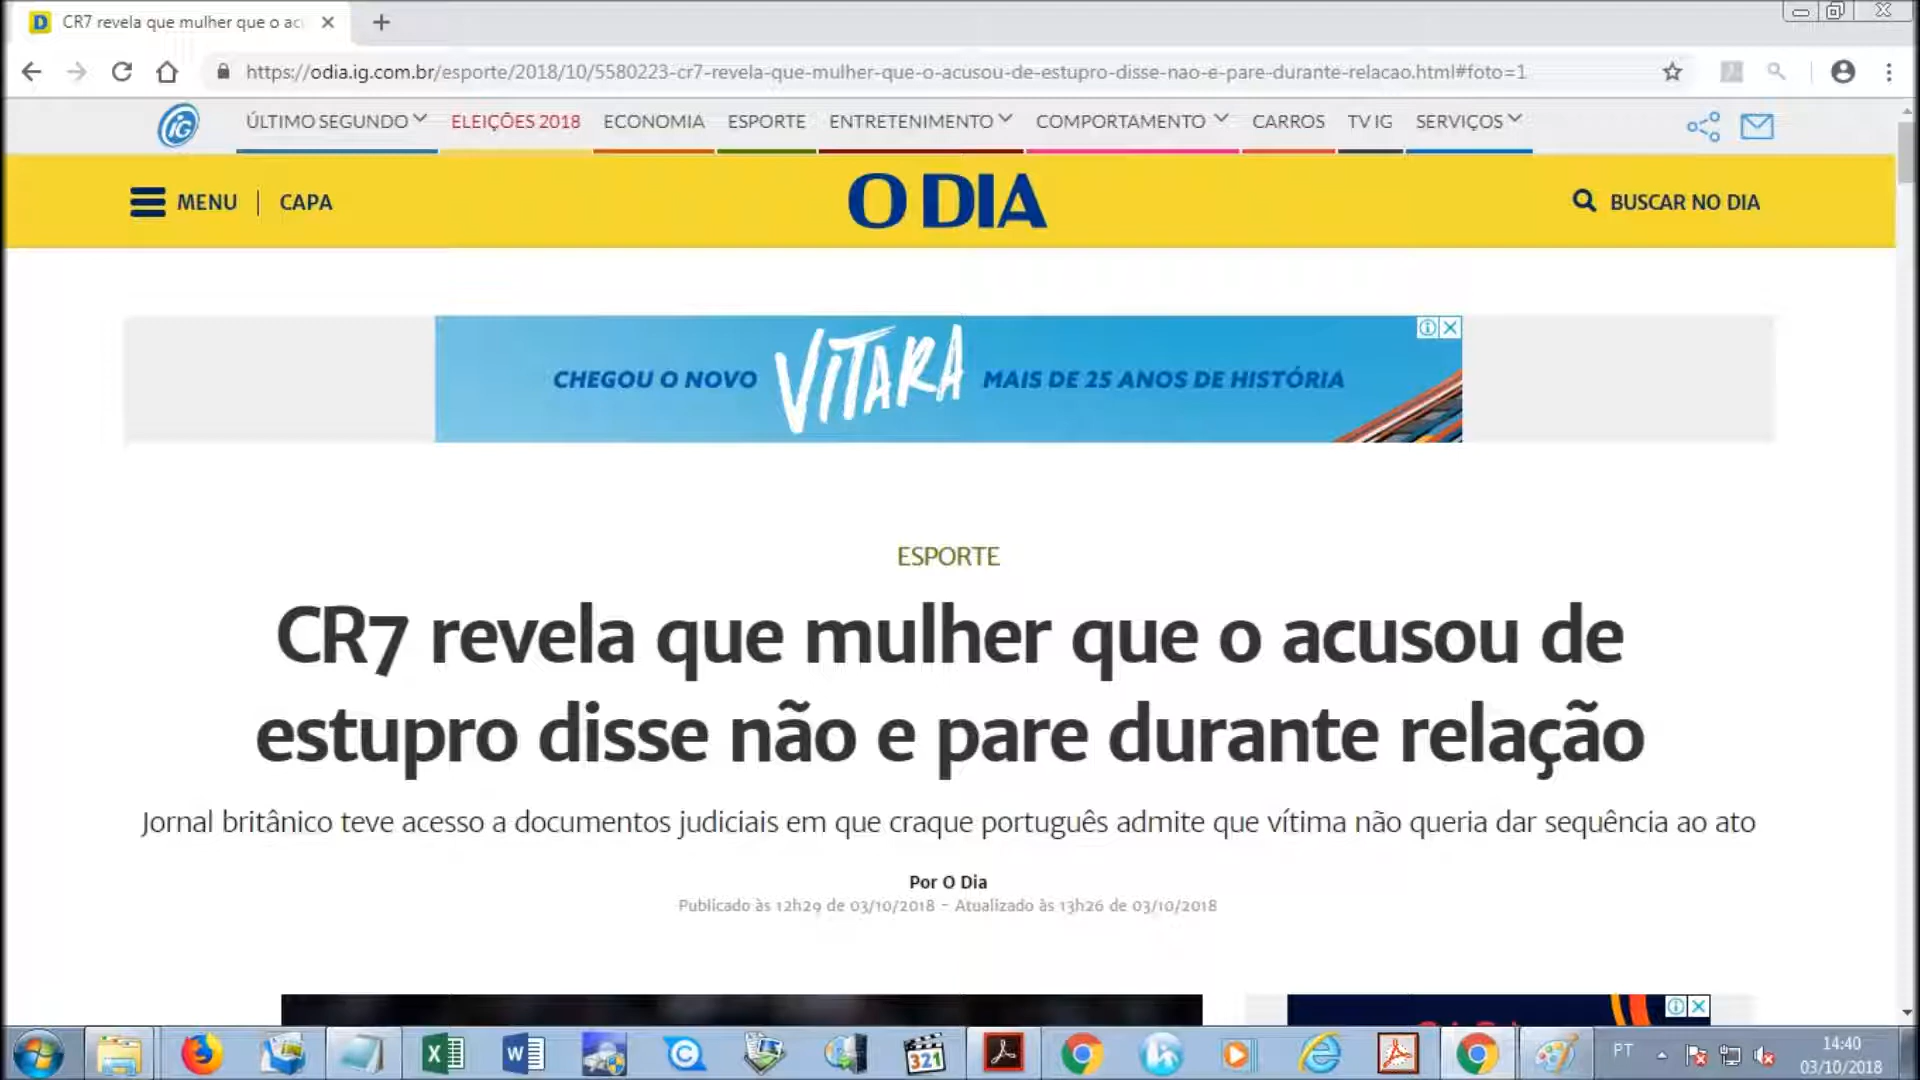 CR7 revela que mulher que o ac
https://odia.ig.com.br/esporte/2018/10/5580223-cr7-revela-que-mulher-que-o-acusou-de-estupro-disse-nao-e-pare-durante-relacao.html#foto=1
iG ÚLTIMO SEGUNDO ELEIÇÕES 2018 ECONOMIA ESPORTE ENTRETENIMENTO COMPORTAMENTO CARROS TV IG SERVIÇOS
MENU | CAPA O DIA BUSCAR NO DIA
CHEGOU O NOVO VITARA MAIS DE 25 ANOS DE HISTÓRIA
ESPORTE
CR7 revela que mulher que o acusou de
estupro disse não e pare durante relação
Jornal britânico teve acesso a documentos judiciais em que craque português admite que vítima não queria dar sequência ao ato
Por O Dia
Publicado às 12h29 de 03/10/2018 - Atualizado às 13h26 de 03/10/2018
321
PT 14:40
03/10/2018